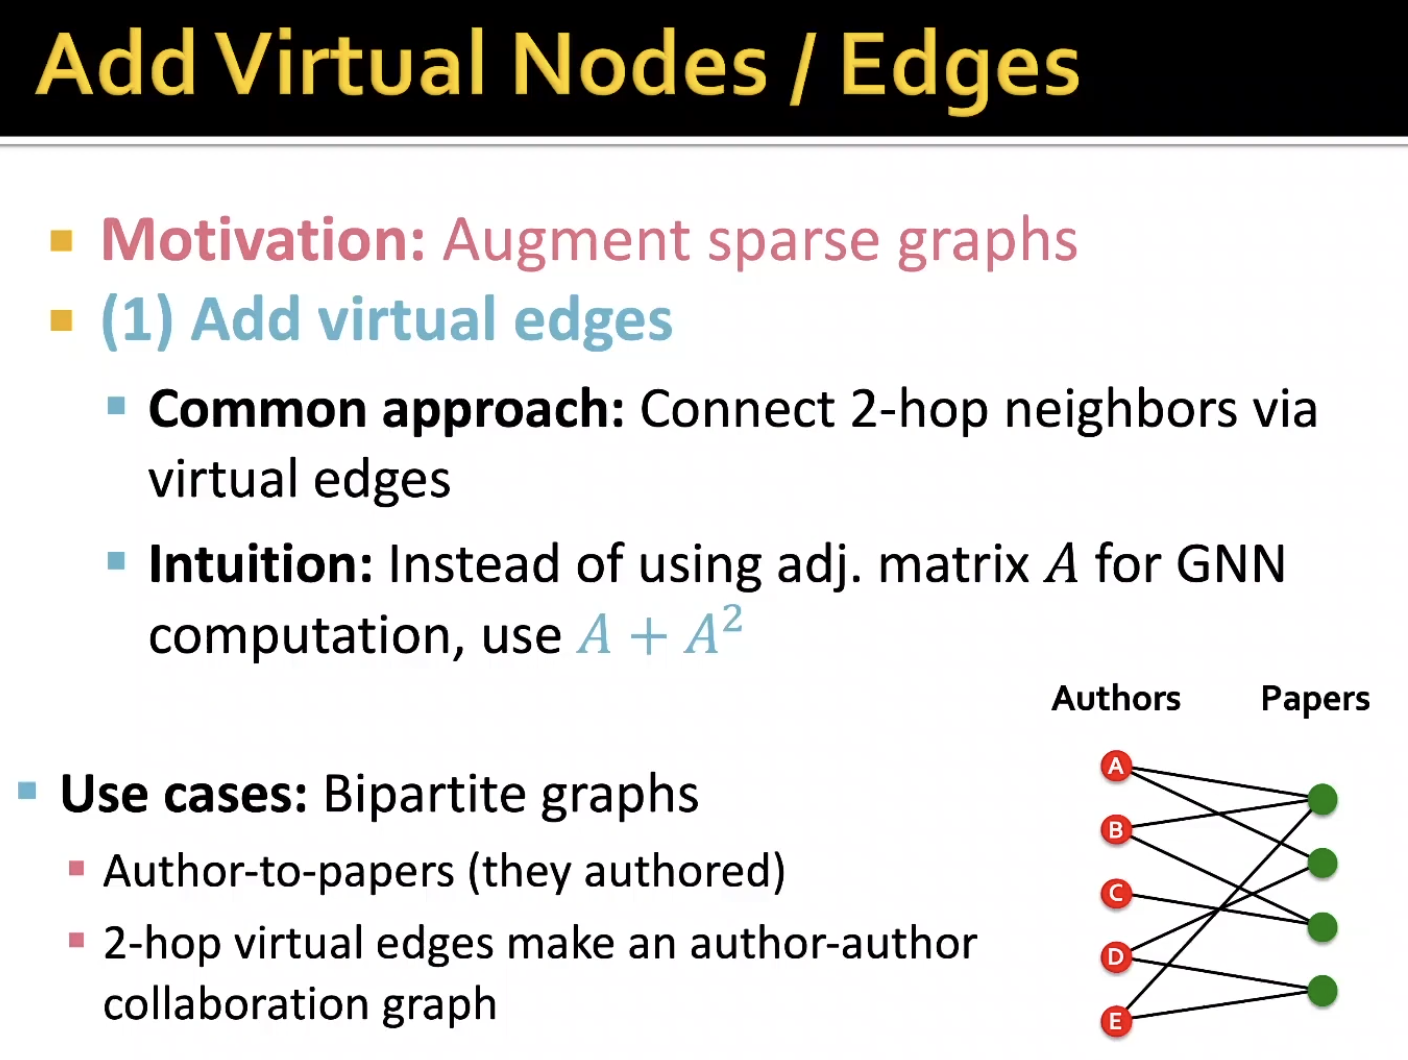 Add Virtual Nodes / Edges
Motivation: Augment sparse graphs
(1) Add virtual edges
Common approach: Connect 2-hop neighbors via
virtual edges
Intuition: Instead of using adj. matrix A for GNN
computation, use A + A²
Use cases: Bipartite graphs
Author-to-papers (they authored)
2-hop virtual edges make an author-author
collaboration graph
Authors Papers
A
B
C
D
E